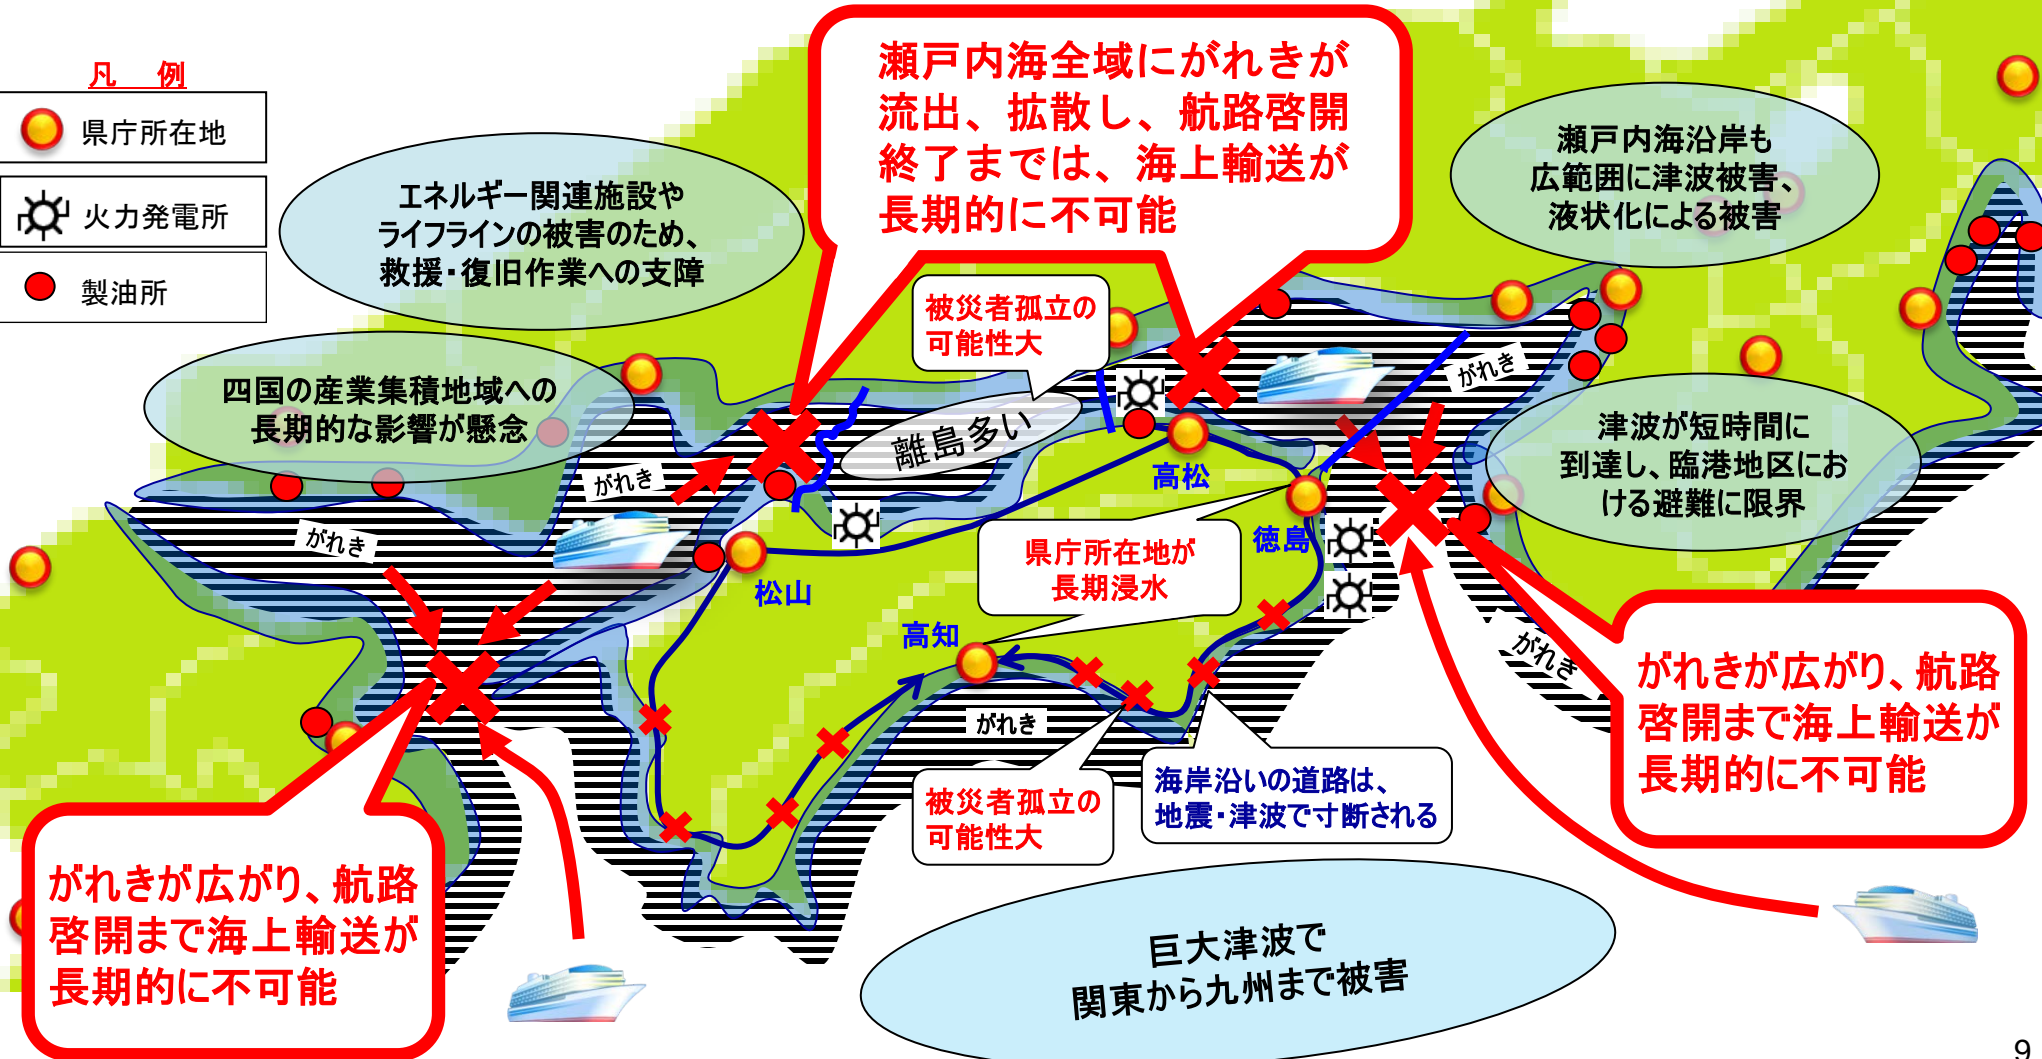 凡　例
県庁所在地
火力発電所
製油所
瀬戸内海全域にがれきが
流出、拡散し、航路啓開
終了までは、海上輸送が
長期的に不可能
瀬戸内海沿岸も
広範囲に津波被害、
液状化による被害
エネルギー関連施設や
ライフラインの被害のため、
救援・復旧作業への支障
被災者孤立の
可能性大
四国の産業集積地域への
長期的な影響が懸念
離島多い
がれき
がれき
がれき
津波が短時間に
到達し、臨港地区にお
ける避難に限界
高松
徳島
松山
高知
県庁所在地が
長期浸水
がれき
がれき
がれきが広がり、航路
啓開まで海上輸送が
長期的に不可能
被災者孤立の
可能性大
海岸沿いの道路は、
地震・津波で寸断される
がれきが広がり、航路
啓開まで海上輸送が
長期的に不可能
巨大津波で
関東から九州まで被害
9